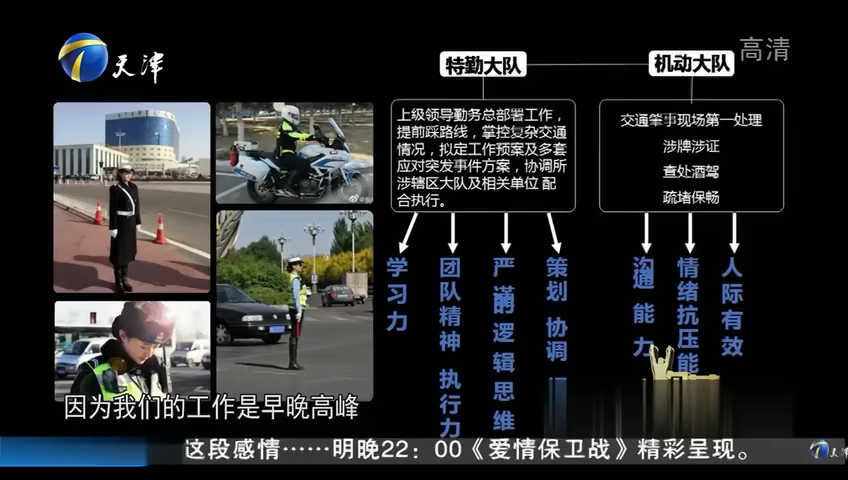 天津
高清
特勤大队
机动大队
上级领导勤务总部署工作，
提前踩路线，掌控复杂交通
情况，拟定工作预案及多套
应对突发事件方案，协调所
涉辖区大队及相关单位 配
合执行。
交通肇事现场第一处理
涉牌涉证
查处酒驾
疏堵保畅
学习力
团队精神 执行力
严谨的 逻辑思维
策划 协调
沟通 能力
情绪抗压能
人际有效
因为我们的工作是早晚高峰
这段感情……明晚22：00《爱情保卫战》精彩呈现。
天津